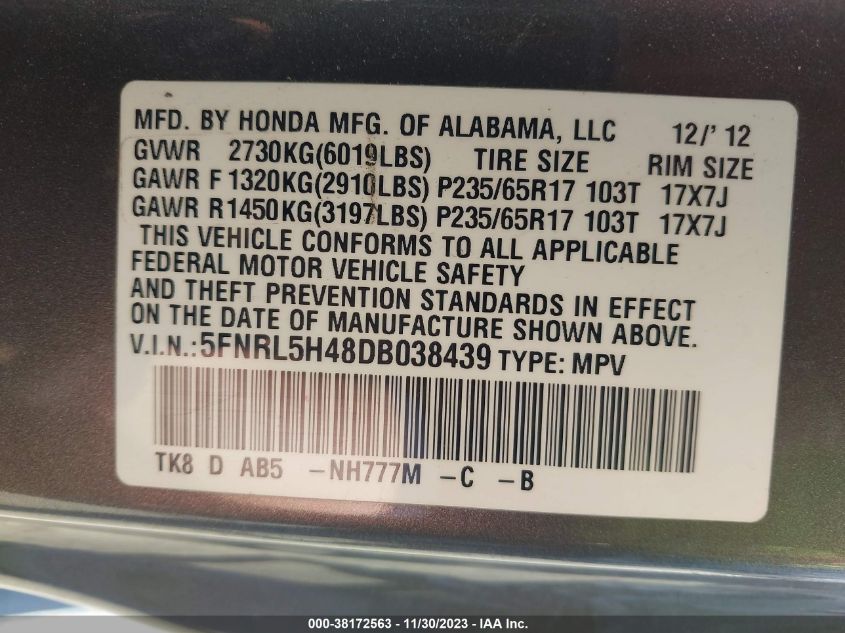 MFD. BY HONDA MFG. OF ALABAMA, LLC 12/' 12
GVWR 2730KG(6019LBS) TIRE SIZE RIM SIZE
GAWR F 1320KG(2910LBS) P235/65R17 103T 17X7J
GAWR R1450KG(3197LBS) P235/65R17 103T 17X7J
THIS VEHICLE CONFORMS TO ALL APPLICABLE
FEDERAL MOTOR VEHICLE SAFETY
AND THEFT PREVENTION STANDARDS IN EFFECT
ON THE DATE OF MANUFACTURE SHOWN ABOVE.
V.I.N.: 5FNRL5H48DB038439 TYPE: MPV
TK8 D AB5 -NH777M -C -B
000-38172563 - 11/30/2023 - IAA Inc.